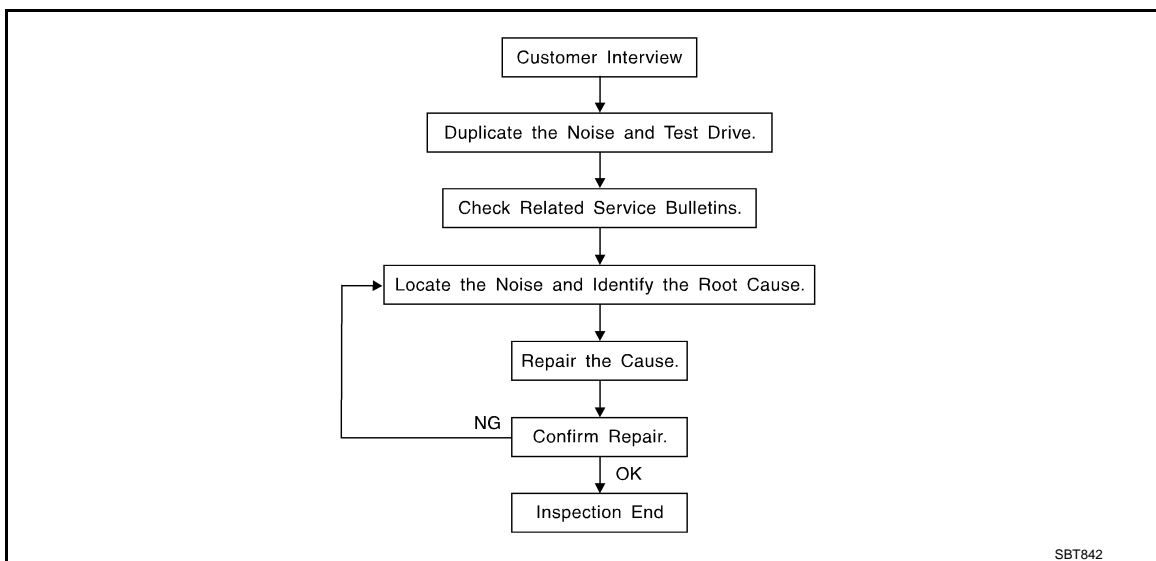 Customer Interview
Duplicate the Noise and Test Drive.
Check Related Service Bulletins.
Locate the Noise and Identify the Root Cause.
Repair the Cause.
NG
Confirm Repair.
OK
Inspection End
SBT842